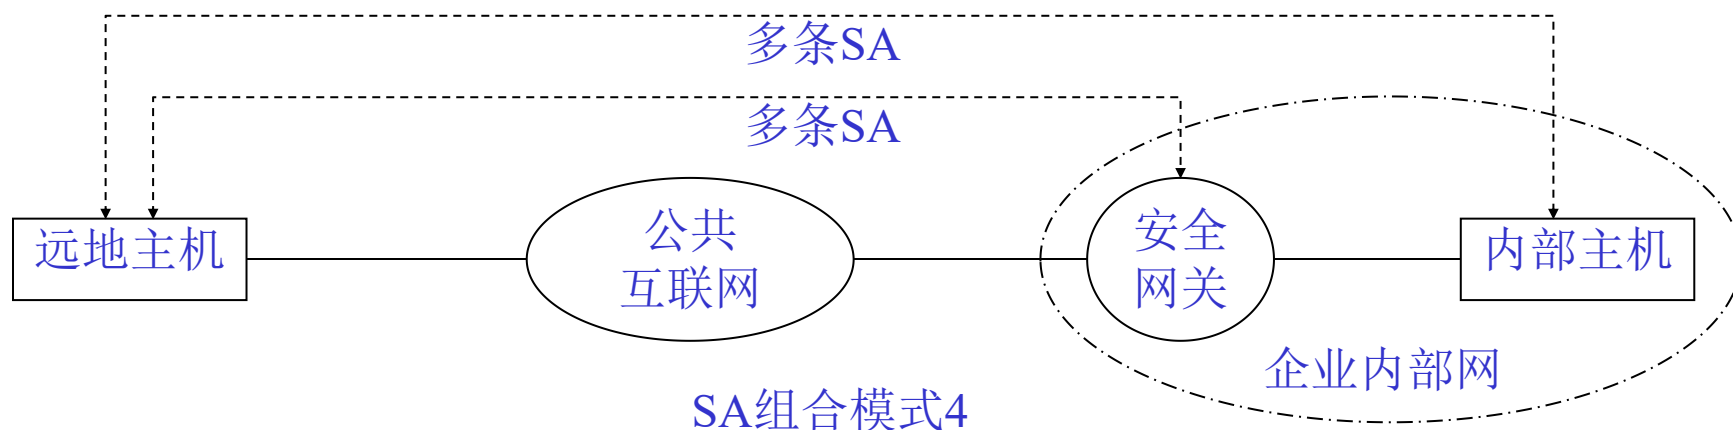 多条SA
多条SA
远地主机
公共
互联网
安全
网关
内部主机
企业内部网
SA组合模式4